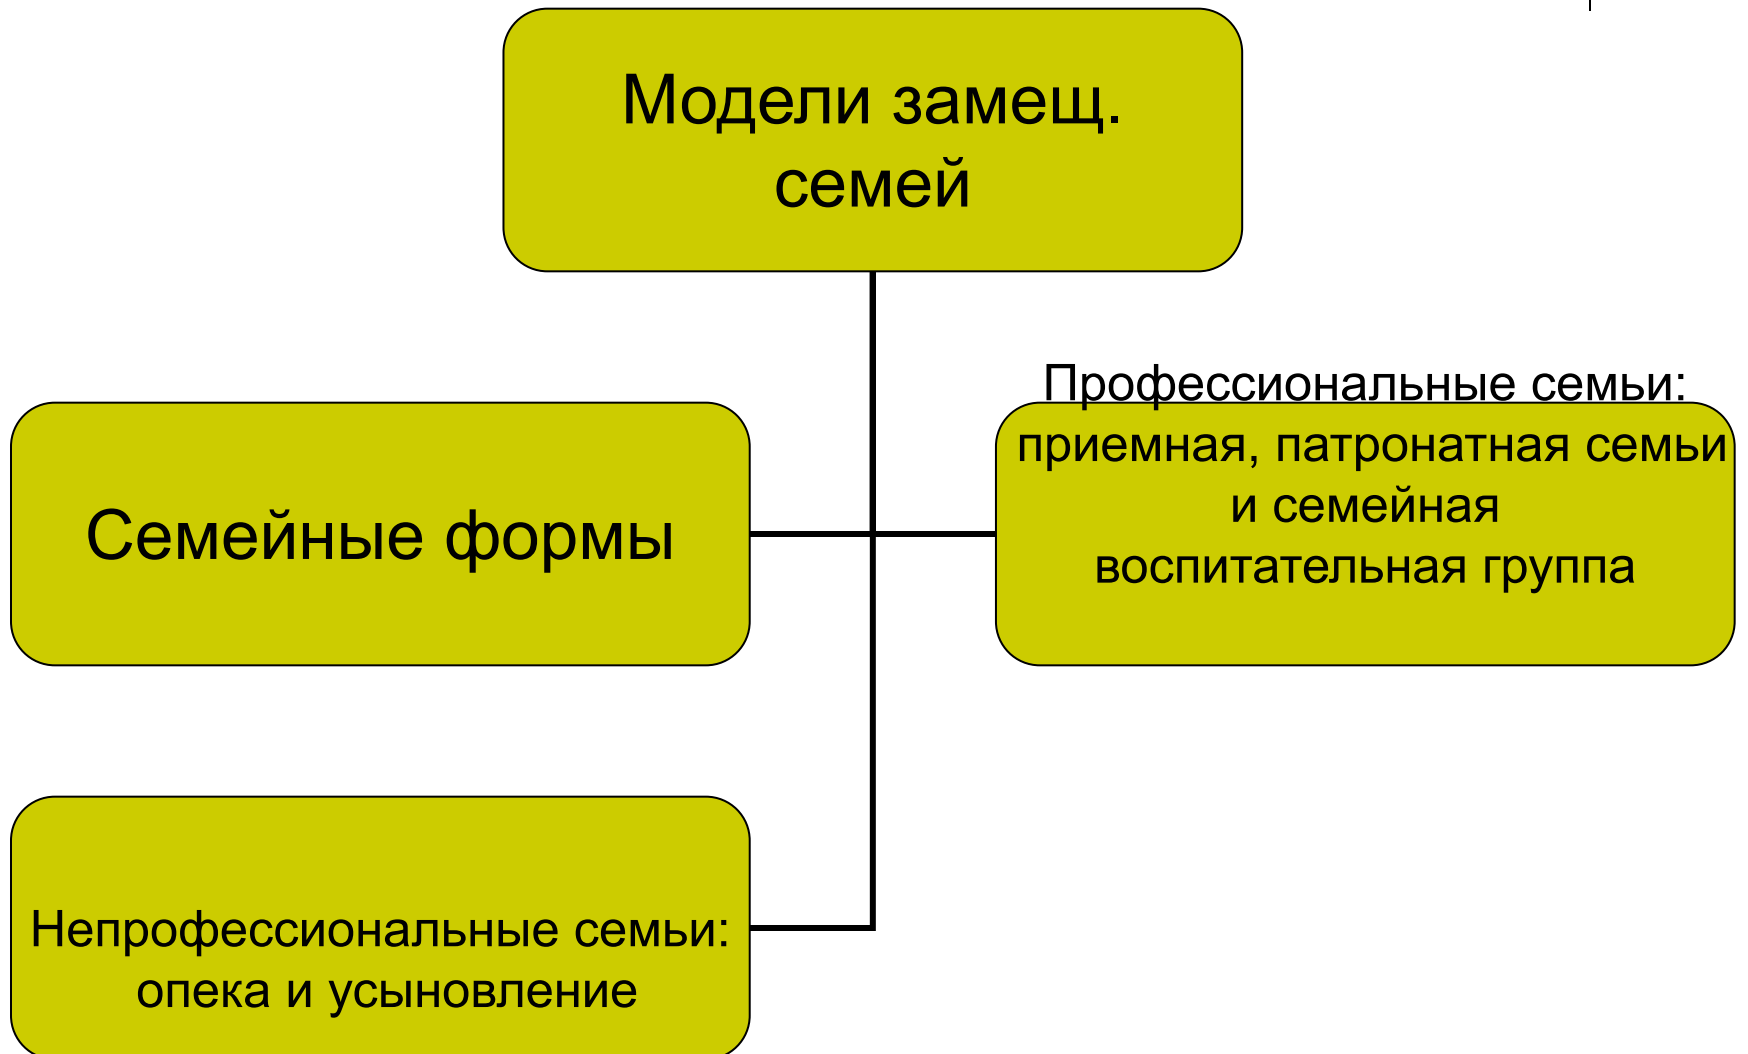 Модели замещ.
семей
Семейные формы
Профессиональные семьи:
приемная, патронатная семьи
и семейная
воспитательная группа
Непрофессиональные семьи:
опека и усыновление